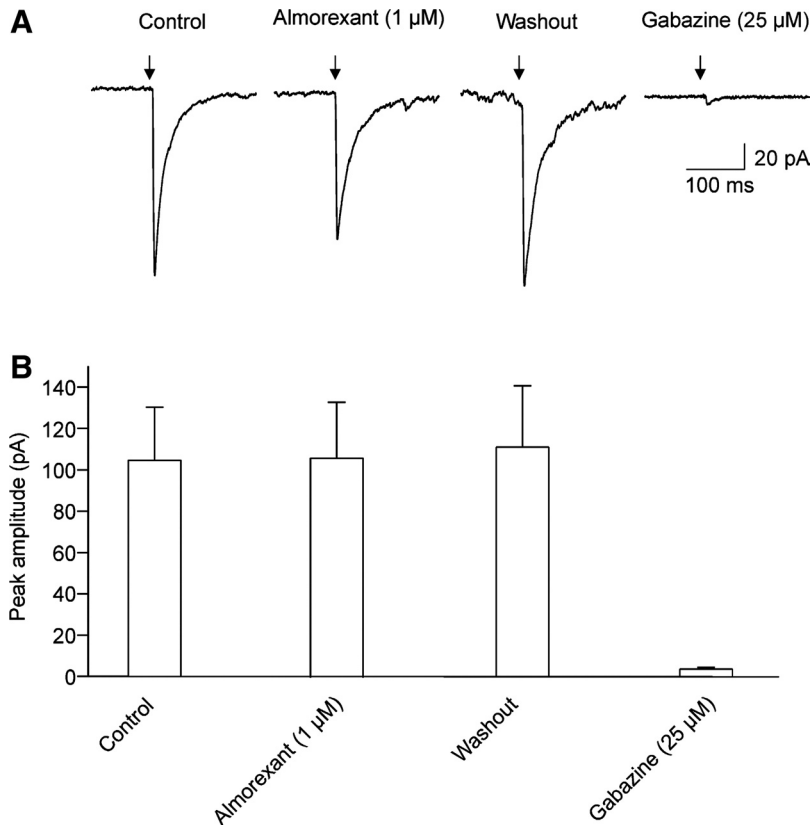 A
Control
Almorexant (1 µM)
Washout
Gabazine (25 µM)
20 pA
100 ms
B
Peak amplitude (pA)
140
120
100
80
60
40
20
0
Control
Almorexant (1 µM)
Washout
Gabazine (25 µM)